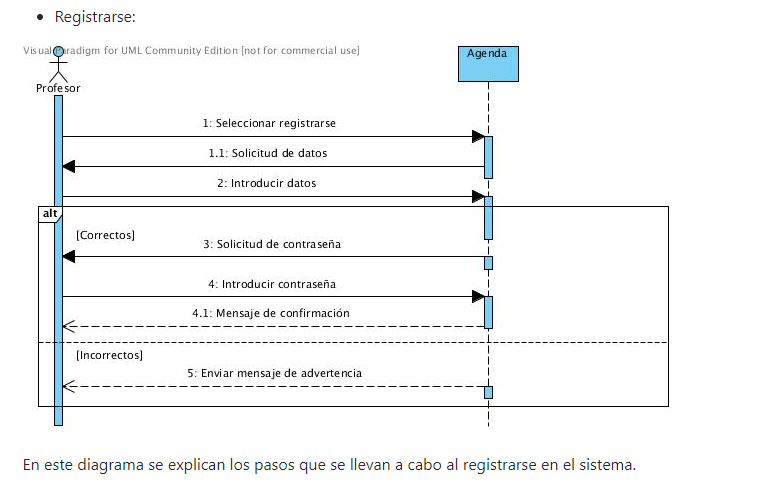 Registrarse:
Visual Paradigm for UML Community Edition [not for commercial use]
Agenda
Profesor
1: Seleccionar registrarse
1.1: Solicitud de datos
2: Introducir datos
alt
[Correctos]
3: Solicitud de contraseña
4: Introducir contraseña
4.1: Mensaje de confirmación
[Incorrectos]
5: Enviar mensaje de advertencia
En este diagrama se explican los pasos que se llevan a cabo al registrarse en el sistema.